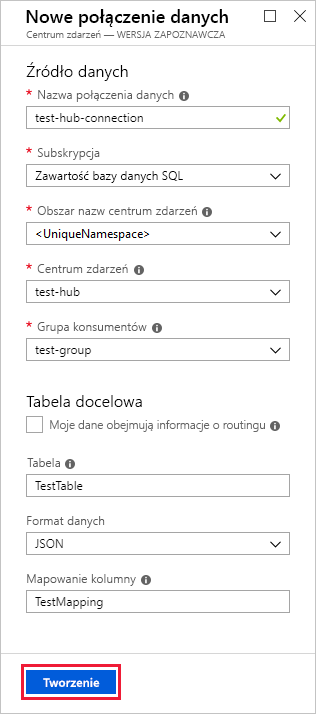 Nowe połączenie danych
Centrum zdarzeń — WERSJA ZAPOZNAWCZA
Źródło danych
* Nazwa połączenia danych
test-hub-connection
* Subskrypcja
Zawartość bazy danych SQL
* Obszar nazw centrum zdarzeń
<UniqueNamespace>
* Centrum zdarzeń
test-hub
* Grupa konsumentów
test-group
Tabela docelowa
Moje dane obejmują informacje o routingu
Tabela
TestTable
Format danych
JSON
Mapowanie kolumny
TestMapping
Tworzenie